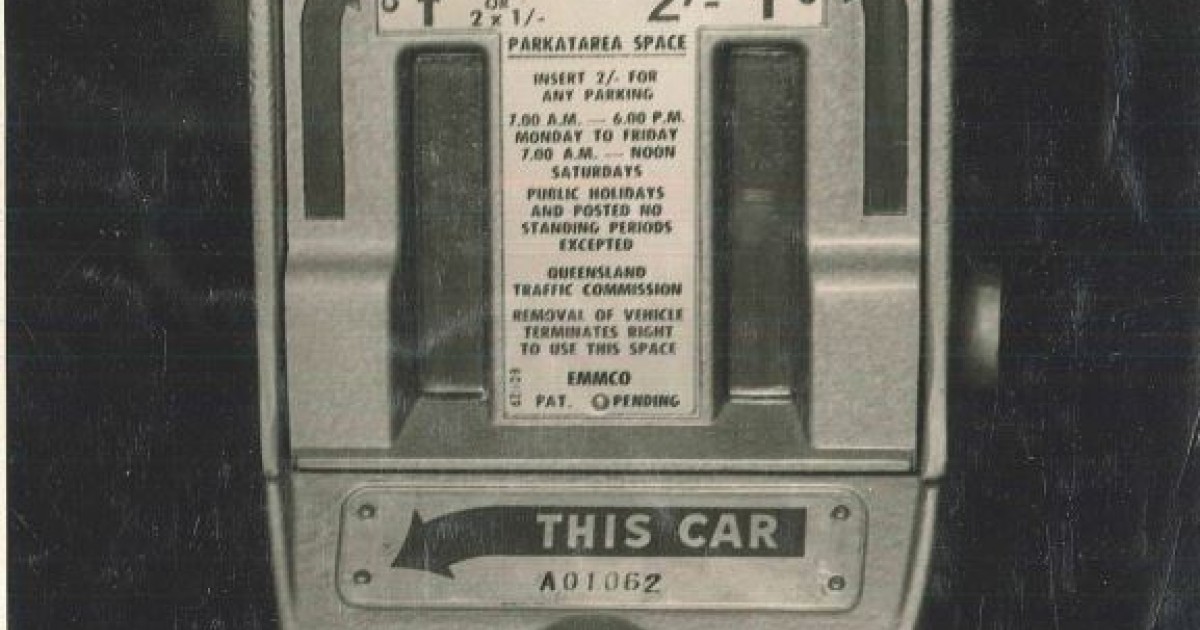 OR
2 x 1/-
2/-
PARKATAREA SPACE
INSERT 2/- FOR
ANY PARKING
7.00 A.M. — 6.00 P.M.
MONDAY TO FRIDAY
7.00 A.M. — NOON
SATURDAYS
PUBLIC HOLIDAYS
AND POSTED NO
STANDING PERIODS
EXCEPTED
QUEENSLAND
TRAFFIC COMMISSION
REMOVAL OF VEHICLE
TERMINATES RIGHT
TO USE THIS SPACE
EMMCO
PAT. PENDING
THIS CAR
A01062